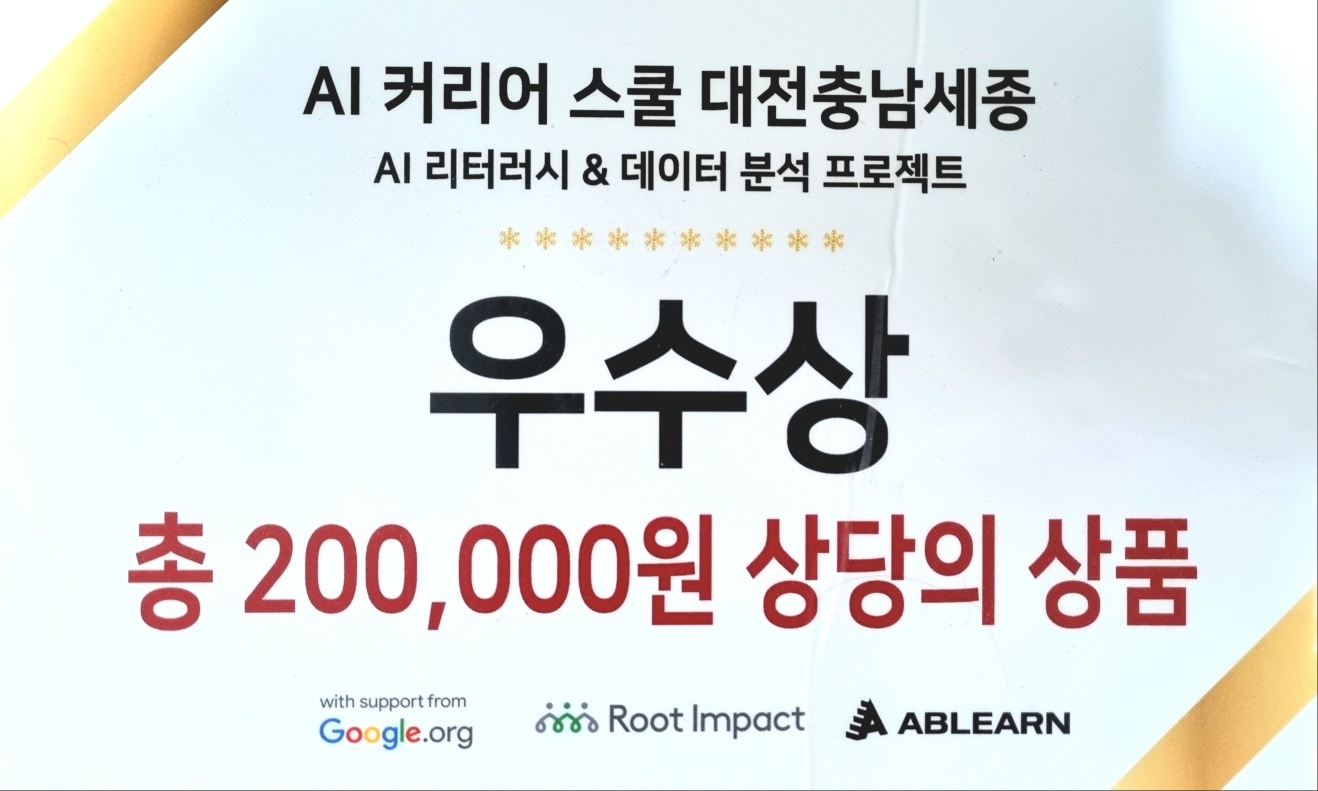 AI 커리어 스쿨 대전충남세종
AI 리터러시 & 데이터 분석 프로젝트
우수상
총 200,000원 상당의 상품
with support from
Google.org
Root Impact
ABLEARN